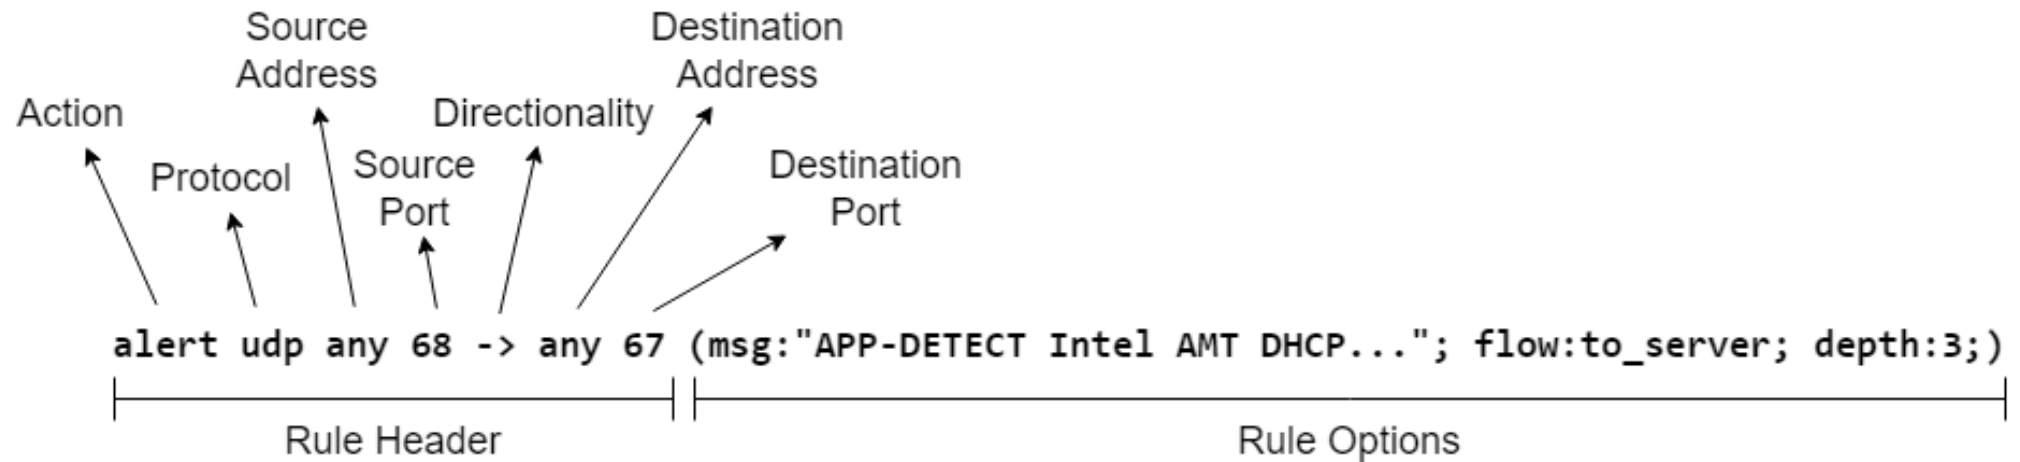 Source
Address
Destination
Address
Action
Directionality
Protocol
Source
Port
Destination
Port
alert udp any 68 -> any 67 (msg:"APP-DETECT Intel AMT DHCP..."; flow:to_server; depth:3;)
Rule Header
Rule Options